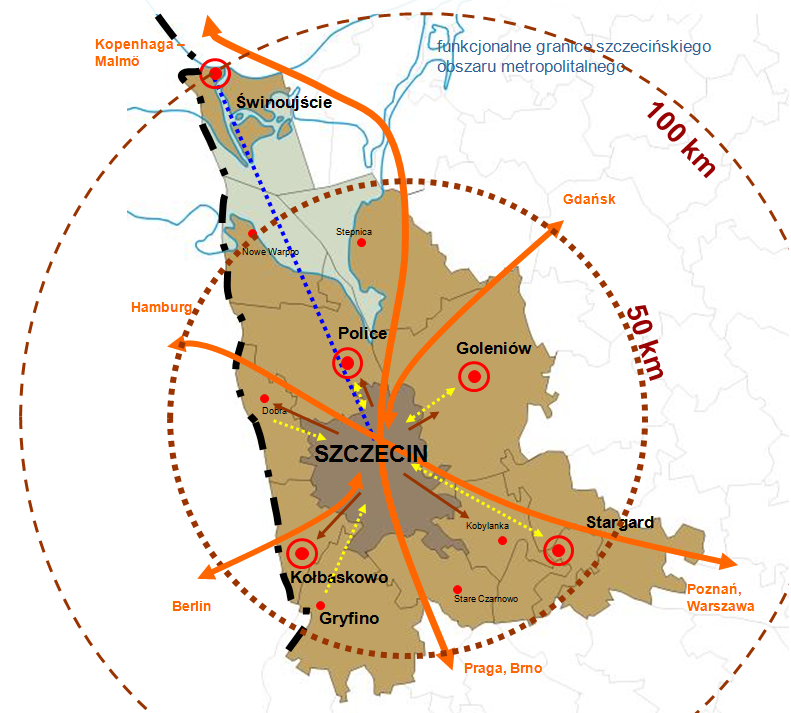 Kopenhaga –
Malmö
funkcjonalne granice szczecińskiego
obszaru metropolitalnego
Świnoujście
100 km
Gdańsk
Stepnica
Nowe Warpro
Hamburg
50 km
Police
Goleniów
Dobra
SZCZECIN
Stargard
Kobylanka
Kołbaskowo
Poznań,
Warszawa
Berlin
Stare Czarnowo
Gryfino
Praga, Brno